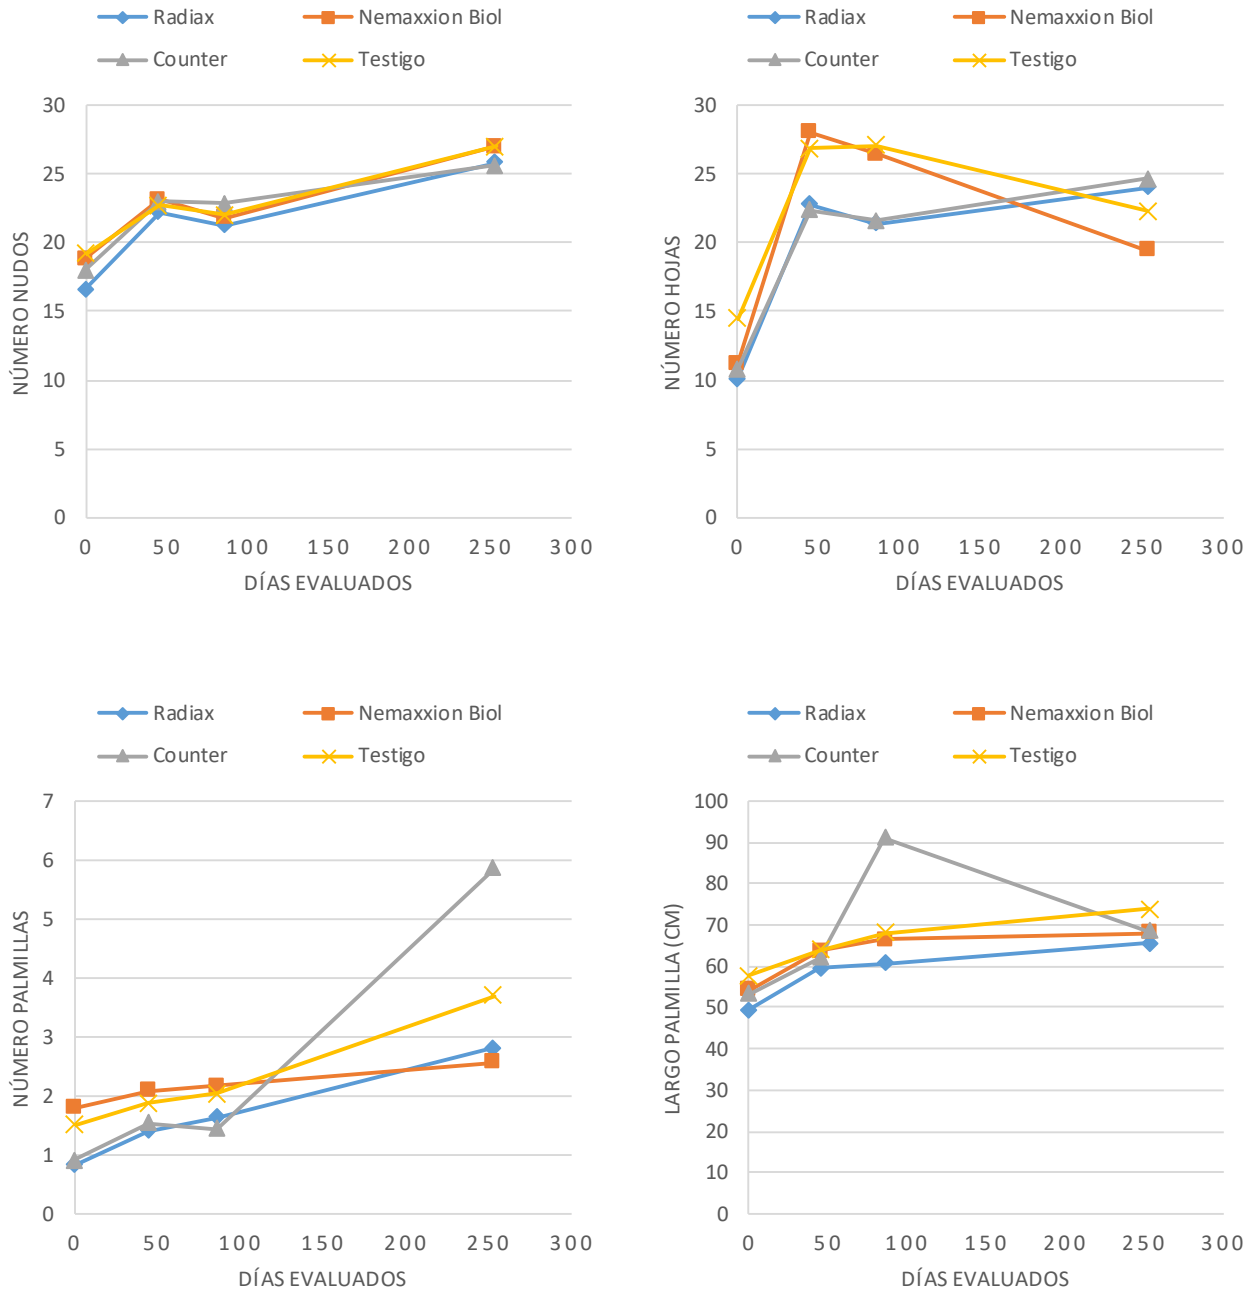 Radiax
Nemaxxion Biol
Counter
Testigo
30
25
20
15
10
5
0
NÚMERO NUDOS
0 50 100 150 200 250 300
DÍAS EVALUADOS
Radiax
Nemaxxion Biol
Counter
Testigo
30
25
20
15
10
5
0
NÚMERO HOJAS
0 50 100 150 200 250 300
DÍAS EVALUADOS
Radiax
Nemaxxion Biol
Counter
Testigo
7
6
5
4
3
2
1
0
NÚMERO PALMILLAS
0 50 100 150 200 250 300
DÍAS EVALUADOS
Radiax
Nemaxxion Biol
Counter
Testigo
100
90
80
70
60
50
40
30
20
10
0
LARGO PALMILLA (CM)
0 50 100 150 200 250 300
DÍAS EVALUADOS